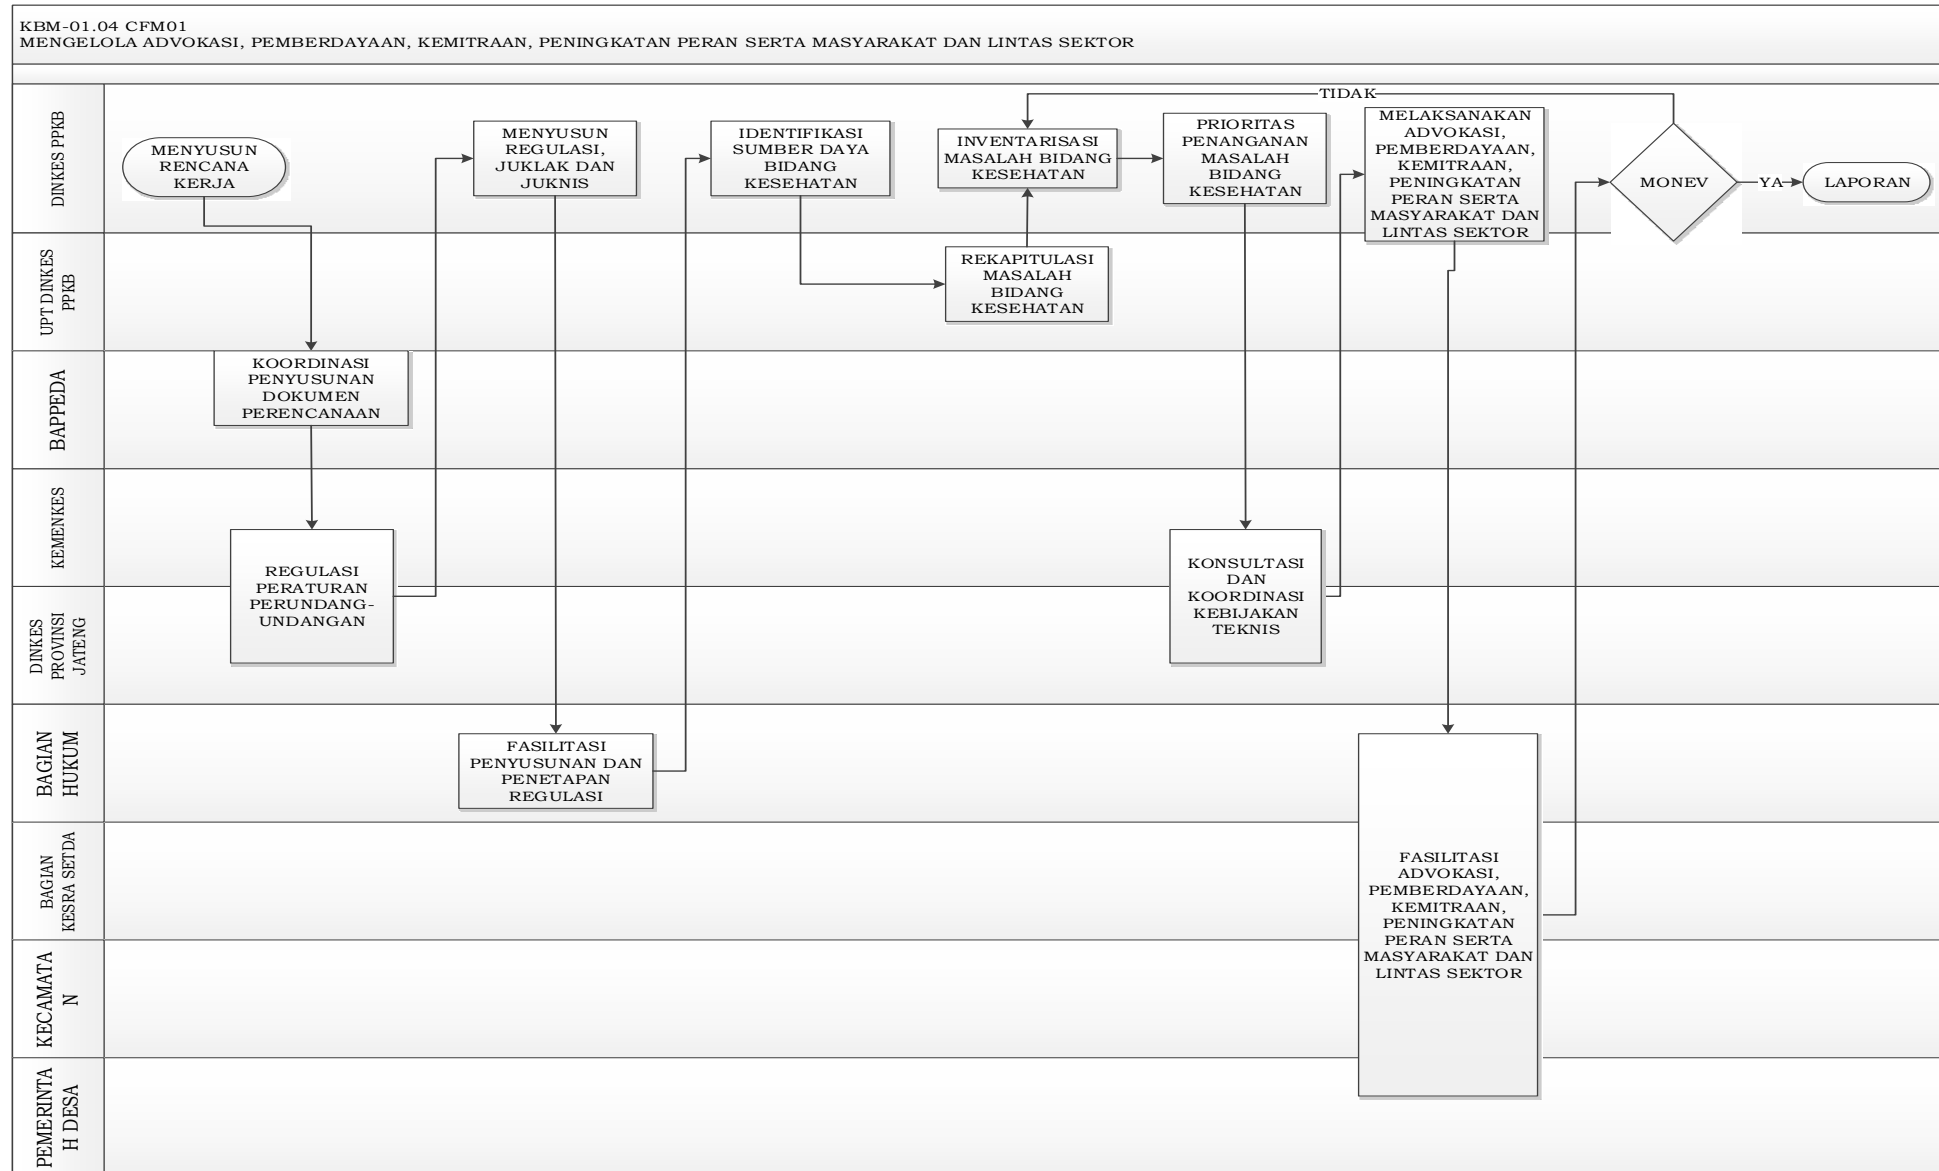 KBM-01.04 CFM01
MENGELOLA ADVOKASI, PEMBERDAYAAN, KEMITRAAN, PENINGKATAN PERAN SERTA MASYARAKAT DAN LINTAS SEKTOR
DINKES PPKB
MENYUSUN
RENCANA
KERJA
MENYUSUN
REGULASI,
JUKLAK DAN
JUKNIS
IDENTIFIKASI
SUMBER DAYA
BIDANG
KESEHATAN
INVENTARISASI
MASALAH BIDANG
KESEHATAN
PRIORITAS
PENANGANAN
MASALAH
BIDANG
KESEHATAN
TIDAK
MELAKSANAKAN
ADVOKASI,
PEMBERDAYAAN,
KEMITRAAN,
PENINGKATAN
PERAN SERTA
MASYARAKAT DAN
LINTAS SEKTOR
MONEV
YA
LAPORAN
UPT DINKES
PPKB
REKAPITULASI
MASALAH
BIDANG
KESEHATAN
BAPPEDA
KOORDINASI
PENYUSUNAN
DOKUMEN
PERENCANAAN
KEMENKES
REGULASI
PERATURAN
PERUNDANG-
UNDANGAN
KONSULTASI
DAN
KOORDINASI
KEBIJAKAN
TEKNIS
DINKES
PROVINSI
JATENG
BAGIAN
HUKUM
FASILITASI
PENYUSUNAN DAN
PENETAPAN
REGULASI
BAGIAN
KESRA SETDA
FASILITASI
ADVOKASI,
PEMBERDAYAAN,
KEMITRAAN,
PENINGKATAN
PERAN SERTA
MASYARAKAT DAN
LINTAS SEKTOR
KECAMATA
N
PEMERINTA
H DESA